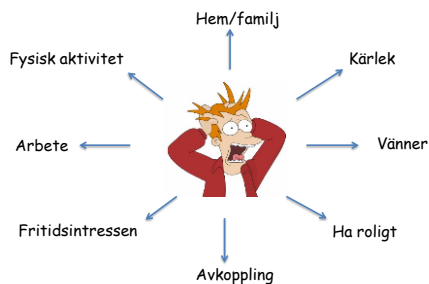 Hem/familj
Fysisk aktivitet
Kärlek
Arbete
Vänner
Fritidsintressen
Ha roligt
Avkoppling